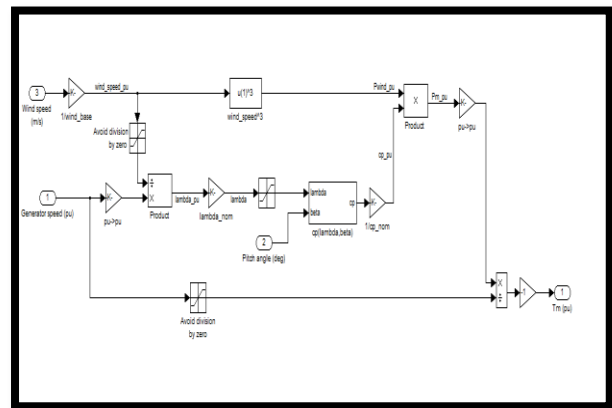 3
Wind speed
(m/s)
-K-
1/wind_base
wind_speed_pu
u(1)^3
wind_speed^3
Pwind_pu
X
Product
Pm_pu
-K-
pu->pu
Avoid division
by zero
cp_pu
1
Generator speed (pu)
-K-
pu->pu
÷
X
Product
lambda_pu
-K-
lambda_nom
lambda
lambda
beta
cp
cp(lambda,beta)
-K-
1/cp_nom
2
Pitch angle (deg)
Avoid division
by zero
X
÷
-1
1
Tm (pu)